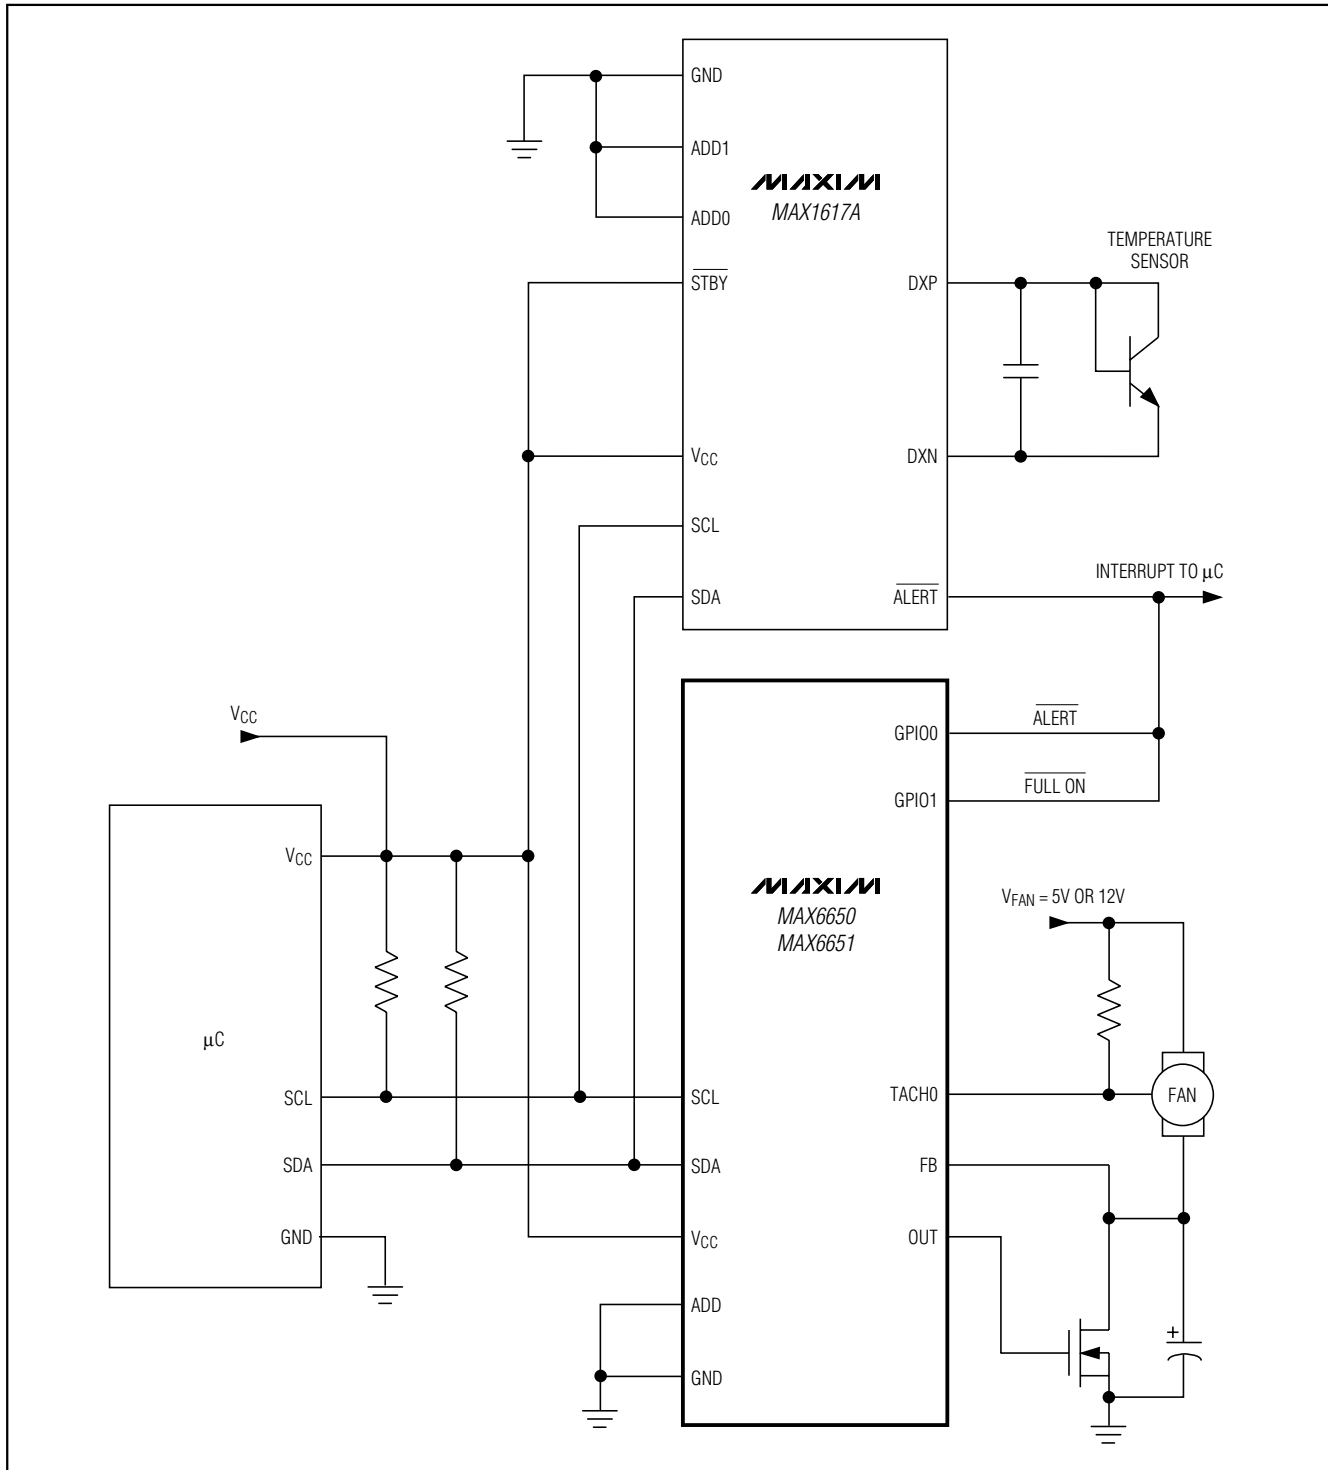 GND
ADD1
MAXIM
MAX1617A
ADD0
TEMPERATURE
SENSOR
STBY
DXP
VCC
DXN
SCL
INTERRUPT TO µC
SDA
ALERT
VCC
GPIO0
ALERT
GPIO1
FULL ON
VCC
MAXIM
MAX6650
MAX6651
VFAN = 5V OR 12V
µC
SCL
SCL
TACH0
FAN
SDA
SDA
FB
GND
VCC
OUT
ADD
+
GND